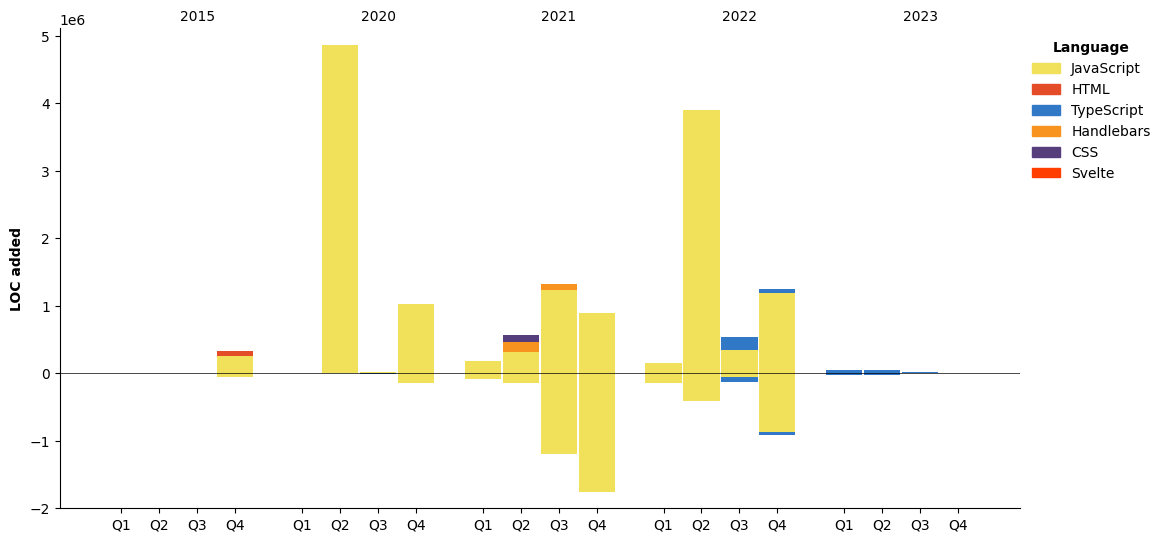 2015 2020 2021 2022 2023
1e6
5
4
3
2
1
0
−1
−2
LOC added
Q1 Q2 Q3 Q4 Q1 Q2 Q3 Q4 Q1 Q2 Q3 Q4 Q1 Q2 Q3 Q4 Q1 Q2 Q3 Q4
Language
JavaScript
HTML
TypeScript
Handlebars
CSS
Svelte